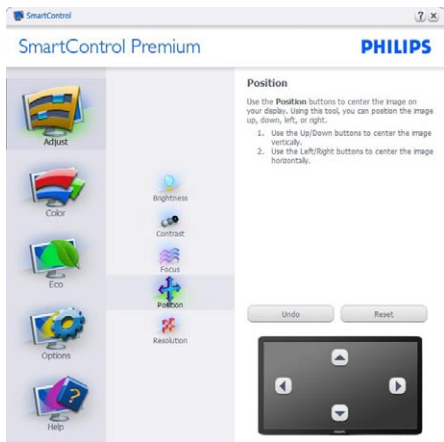 SmartControl
SmartControl Premium
PHILIPS
Adjust
Color
Eco
Options
Help
Brightness
Contrast
Focus
Position
Resolution
Position
Use the Position buttons to center the image on
your display. Using this tool, you can position the image
up, down, left, or right.
1. Use the Up/Down buttons to center the image
vertically.
2. Use the Left/Right buttons to center the image
horizontally.
Undo
Reset
PHILIPS